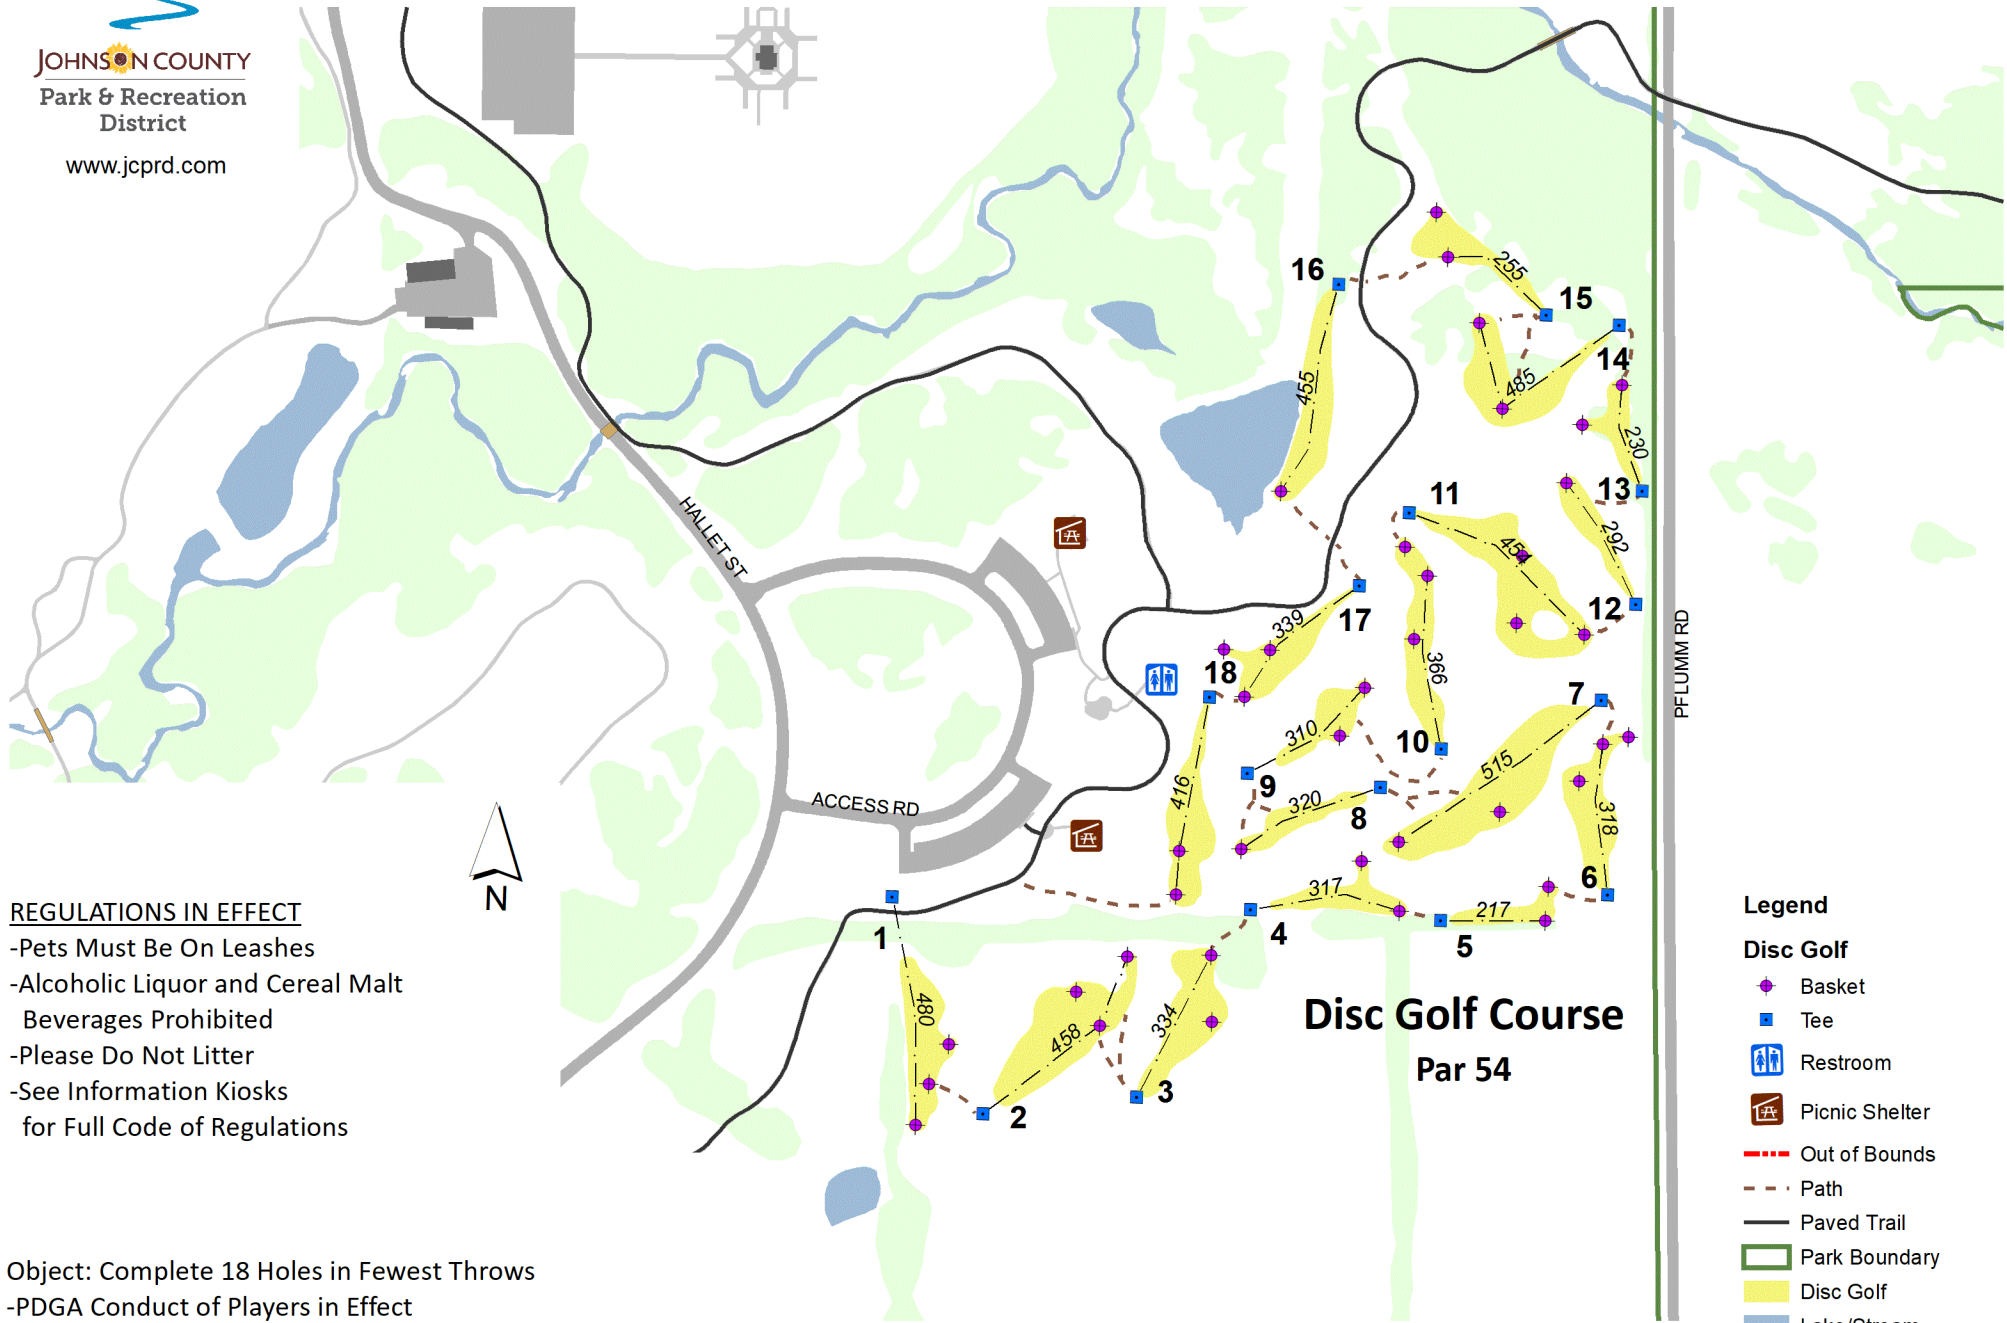 JOHNSON COUNTY
Park & Recreation
District
www.jcprd.com
REGULATIONS IN EFFECT
-Pets Must Be On Leashes
-Alcoholic Liquor and Cereal Malt
Beverages Prohibited
-Please Do Not Litter
-See Information Kiosks
for Full Code of Regulations
Object: Complete 18 Holes in Fewest Throws
-PDGA Conduct of Players in Effect
N
HALLET ST
ACCESS RD
PFLUMM RD
16
255
15
14
485
455
230
13
11
292
12
17
339
18
366
10
7
310
9
515
416
320
8
318
6
317
217
4
5
1
480
458
2
334
3
Disc Golf Course
Par 54
Legend
Disc Golf
Basket
Tee
Restroom
Picnic Shelter
Out of Bounds
Path
Paved Trail
Park Boundary
Disc Golf
Lake/Stream